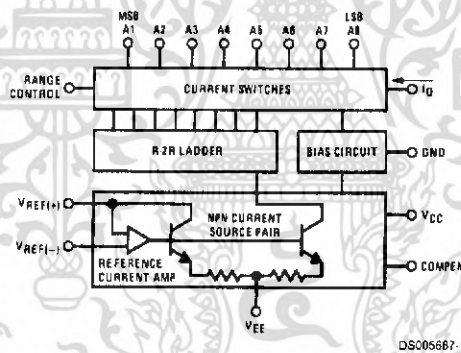 MSB LSB
A1 A2 A3 A4 A5 A6 A7 A8
RANGE
CONTROL
CURRENT SWITCHES
IO
R-2R LADDER
BIAS CIRCUIT
GND
VREF(+)
NPN CURRENT
SOURCE PAIR
VCC
VREF(−)
REFERENCE
CURRENT AMP
COMPEN
VEE
DS005687-